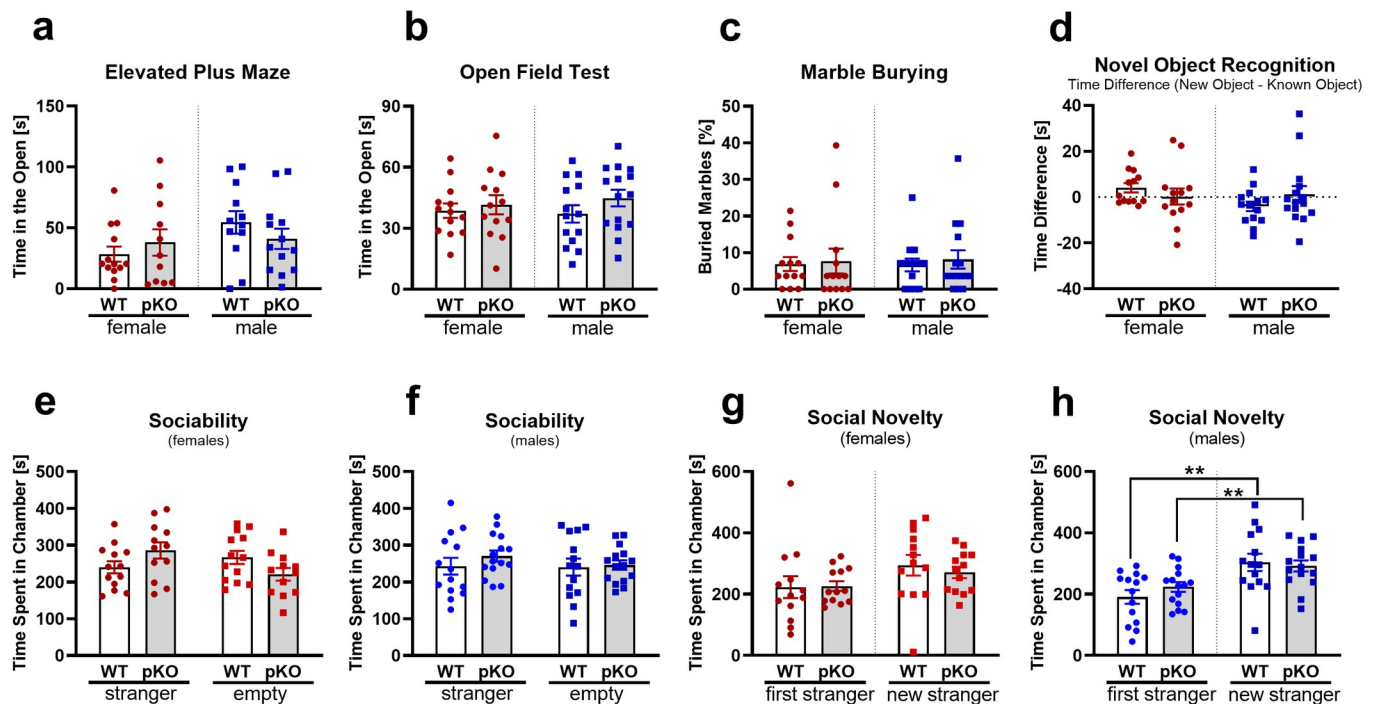 a
Elevated Plus Maze
Time in the Open [s]
150
100
50
0
WT pKO WT pKO
female male
b
Open Field Test
Time in the Open [s]
90
60
30
0
WT pKO WT pKO
female male
c
Marble Burying
Buried Marbles [%]
50
40
30
20
10
0
WT pKO WT pKO
female male
d
Novel Object Recognition
Time Difference (New Object - Known Object)
Time Difference [s]
40
20
0
-20
-40
WT pKO WT pKO
female male
e
Sociability
(females)
Time Spent in Chamber [s]
500
400
300
200
100
0
WT pKO WT pKO
stranger empty
f
Sociability
(males)
Time Spent in Chamber [s]
500
400
300
200
100
0
WT pKO WT pKO
stranger empty
g
Social Novelty
(females)
Time Spent in Chamber [s]
600
400
200
0
WT pKO WT pKO
first stranger new stranger
h
Social Novelty
(males)
Time Spent in Chamber [s]
600
400
200
0
**
**
WT pKO WT pKO
first stranger new stranger